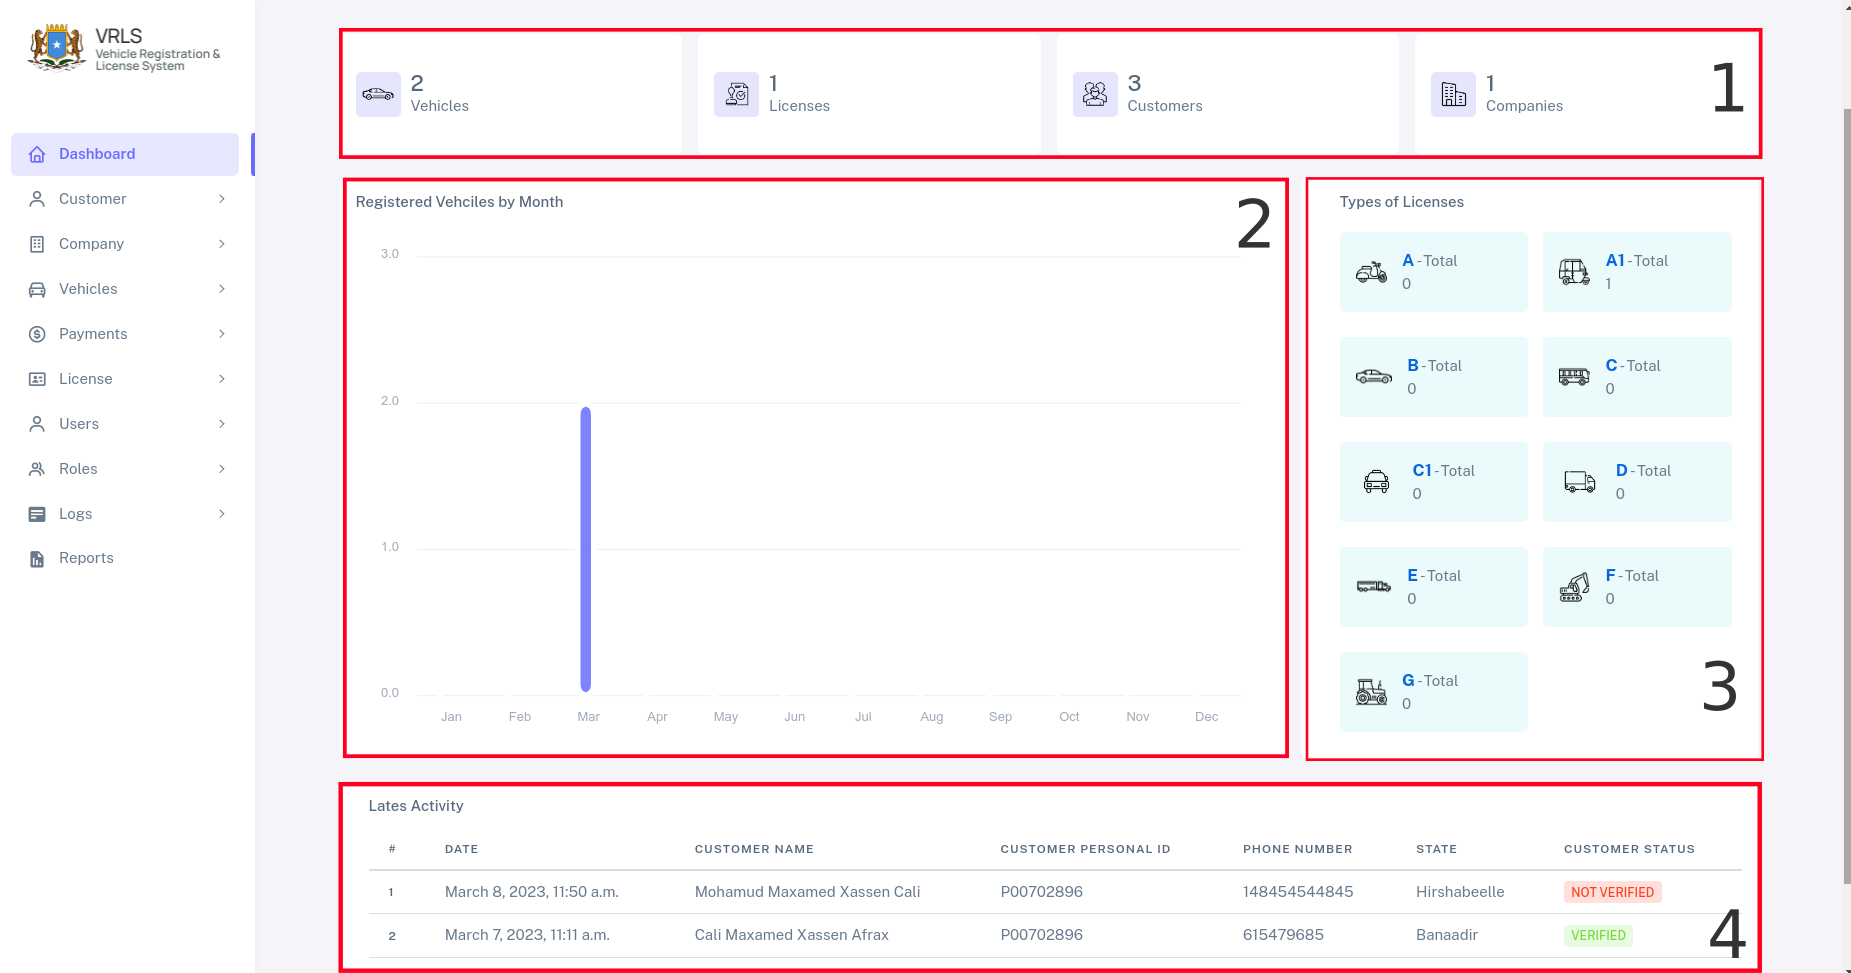 VRLS
Vehicle Registration &
License System
Dashboard
Customer
Company
Vehicles
Payments
License
Users
Roles
Logs
Reports
2
Vehicles
1
Licenses
3
Customers
1
Companies
1
Registered Vehciles by Month
2
3.0
2.0
1.0
0.0
Jan Feb Mar Apr May Jun Jul Aug Sep Oct Nov Dec
Types of Licenses
A - Total
0
A1 - Total
1
B - Total
0
C - Total
0
C1 - Total
0
D - Total
0
E - Total
0
F - Total
0
G - Total
0
3
Lates Activity
# DATE CUSTOMER NAME CUSTOMER PERSONAL ID PHONE NUMBER STATE CUSTOMER STATUS
1 March 8, 2023, 11:50 a.m. Mohamud Maxamed Xassen Cali P00702896 148454544845 Hirshabeelle NOT VERIFIED
2 March 7, 2023, 11:11 a.m. Cali Maxamed Xassen Afrax P00702896 615479685 Banaadir VERIFIED
4